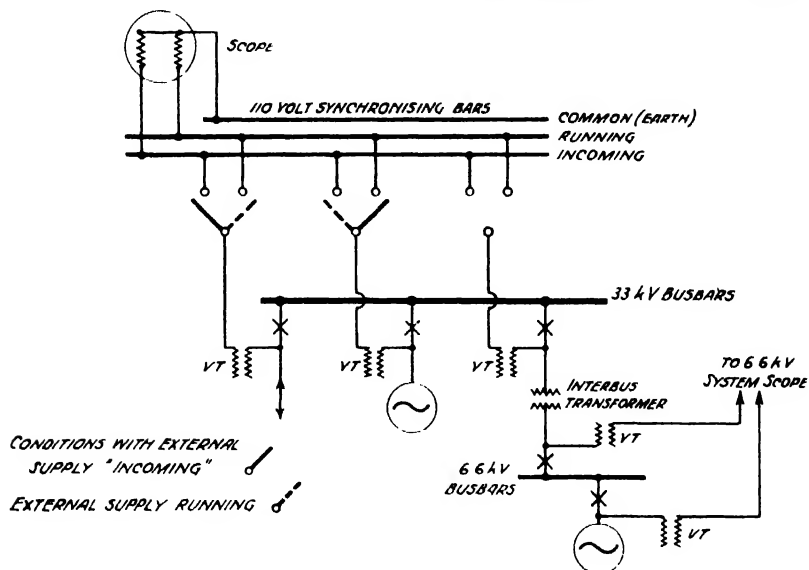 SCOPE
110 VOLT SYNCHRONISING BARS
COMMON (EARTH)
RUNNING
INCOMING
33 kV BUSBARS
VT
VT
VT
TO 6 6 kV
SYSTEM SCOPE
INTERBUS
TRANSFORMER
VT
CONDITIONS WITH EXTERNAL
SUPPLY "INCOMING"
EXTERNAL SUPPLY RUNNING
6 6 kV
BUSBARS
VT